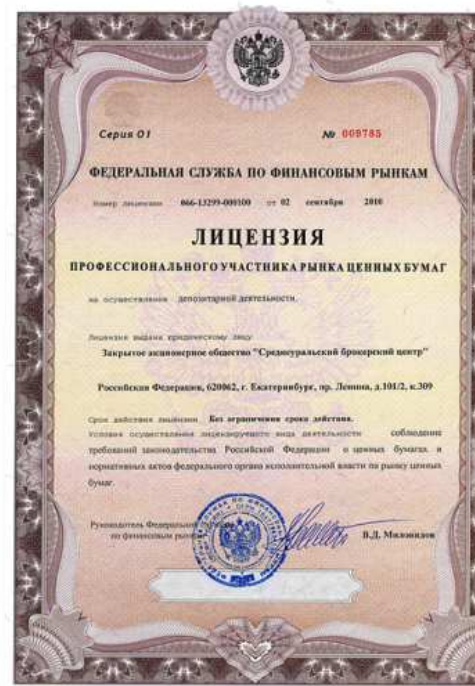 Серия 01 № 009785
ФЕДЕРАЛЬНАЯ СЛУЖБА ПО ФИНАНСОВЫМ РЫНКАМ
Номер лицензии 066-13299-000100 от 02 сентября 2010
ЛИЦЕНЗИЯ
ПРОФЕССИОНАЛЬНОГО УЧАСТНИКА РЫНКА ЦЕННЫХ БУМАГ
на осуществление депозитарной деятельности.
Лицензия выдана юридическому лицу
Закрытое акционерное общество "Среднеуральский брокерский центр"
Российская Федерация, 620062, г. Екатеринбург, пр. Ленина, д.101/2, к.309
Срок действия лицензии Без ограничения срока действия.
Условия осуществления лицензируемого вида деятельности соблюдение
требований законодательства Российской Федерации о ценных бумагах и
нормативных актов федерального органа исполнительной власти по рынку ценных
бумаг.
Руководитель Федеральной
по финансовым В.Д. Миловидов